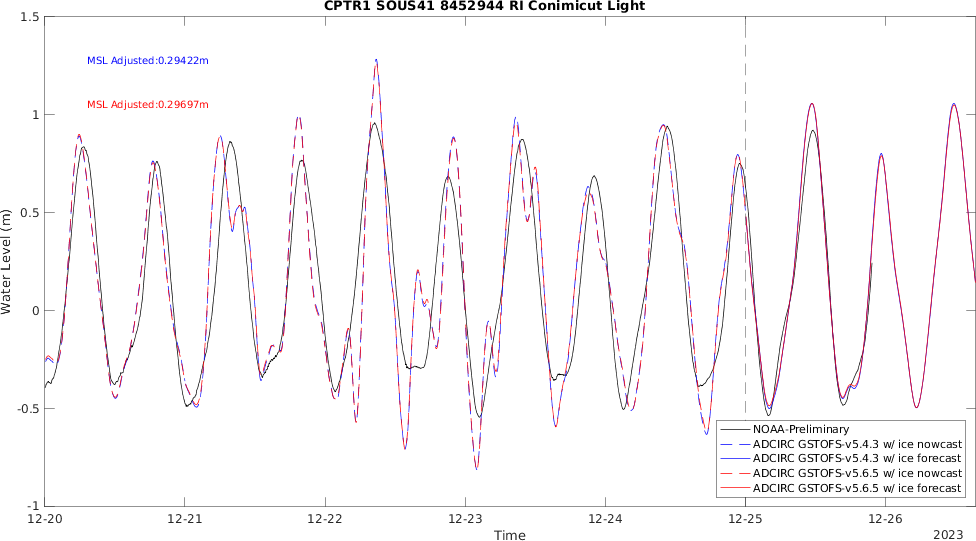 CPTR1 SOUS41 8452944 RI Conimicut Light
1.5
MSL Adjusted:0.29422m
1
MSL Adjusted:0.29697m
0.5
Water Level (m)
0
-0.5
NOAA-Preliminary
ADCIRC GSTOFS-v5.4.3 w/ ice nowcast
ADCIRC GSTOFS-v5.4.3 w/ ice forecast
ADCIRC GSTOFS-v5.6.5 w/ ice nowcast
ADCIRC GSTOFS-v5.6.5 w/ ice forecast
-1
12-20 12-21 12-22 12-23 12-24 12-25 12-26
Time
2023